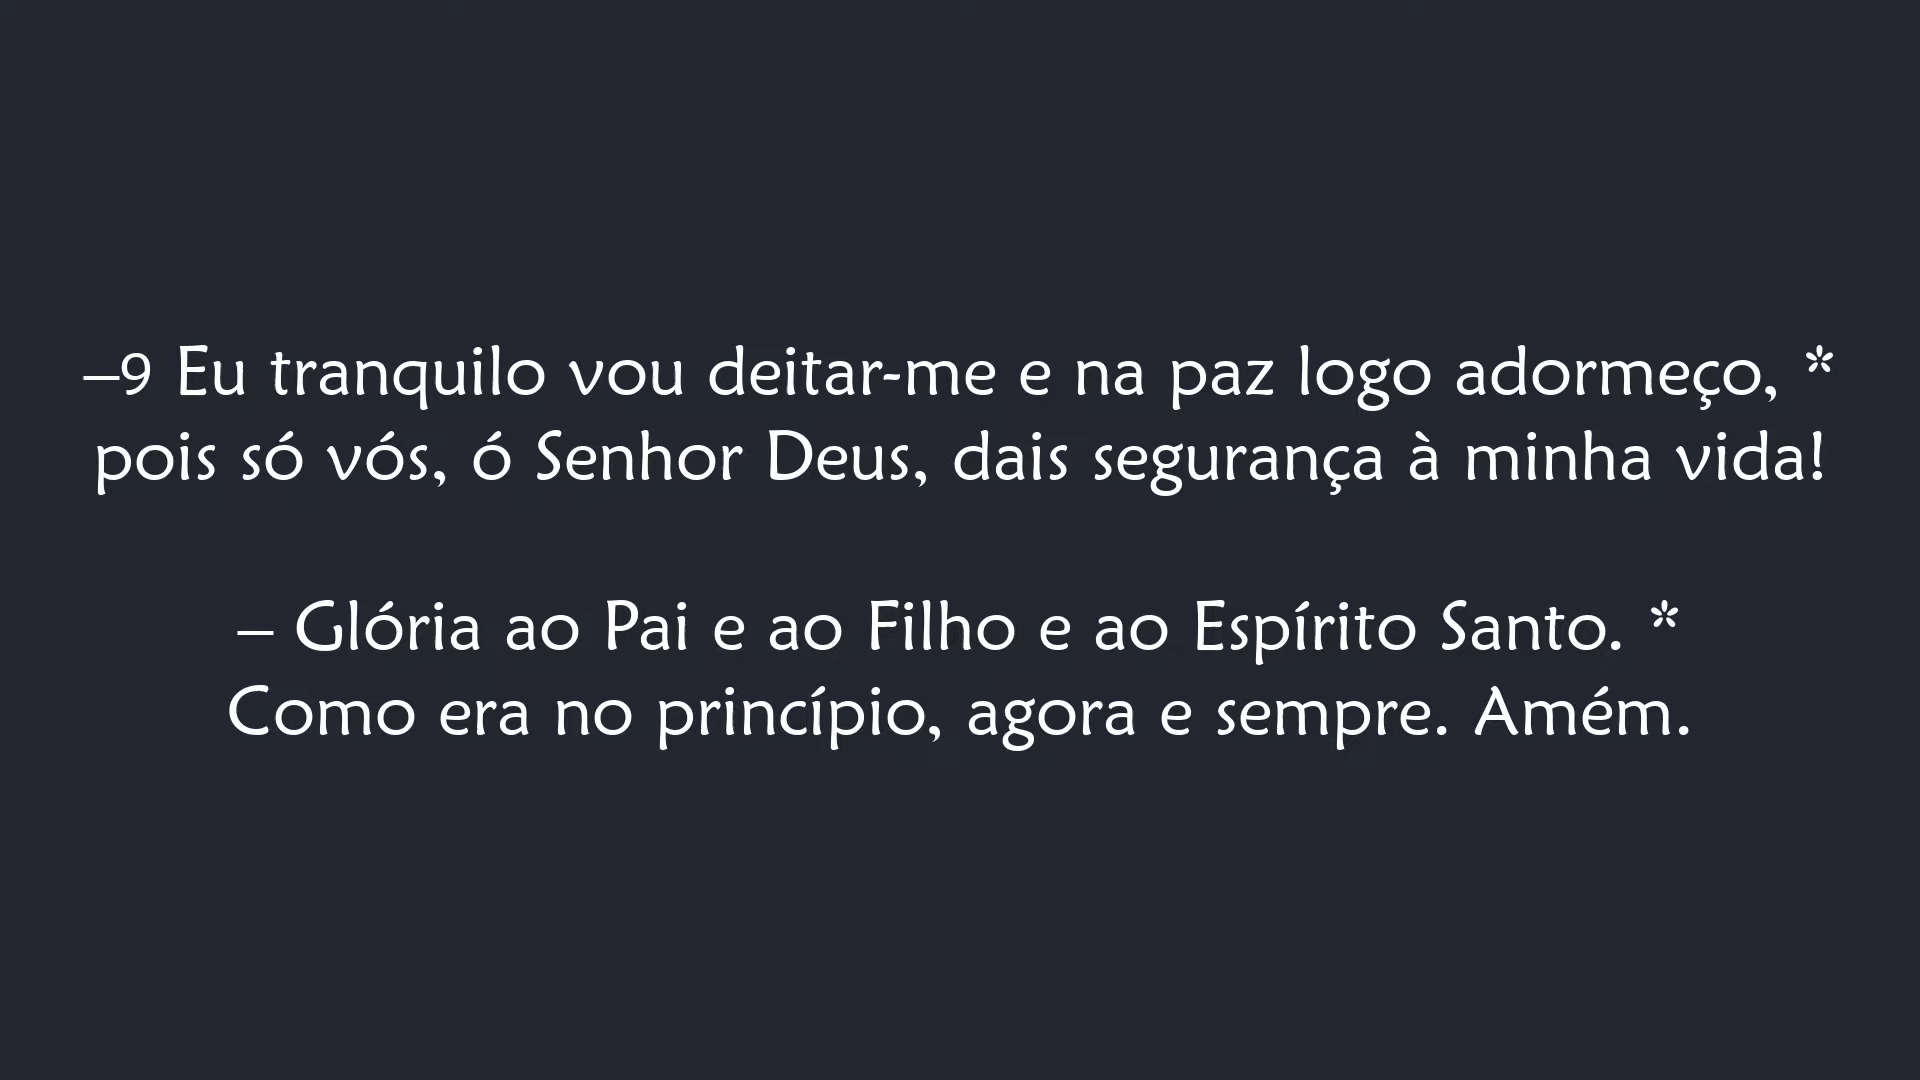 –9 Eu tranquilo vou deitar-me e na paz logo adormeço, *
pois só vós, ó Senhor Deus, dais segurança à minha vida!
– Glória ao Pai e ao Filho e ao Espírito Santo. *
Como era no princípio, agora e sempre. Amém.